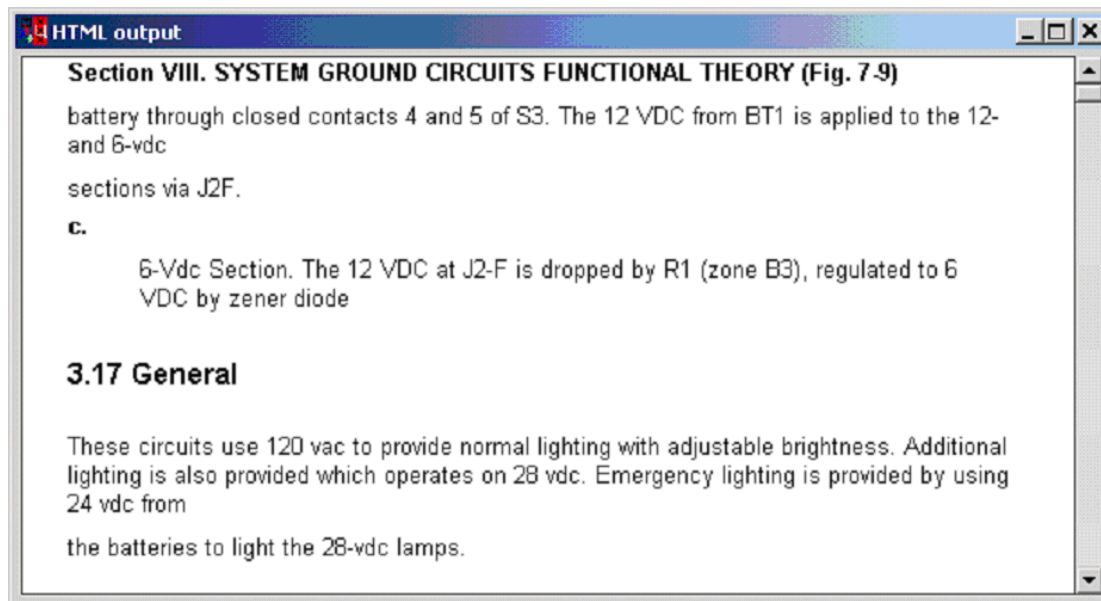 HTML output
Section VIII. SYSTEM GROUND CIRCUITS FUNCTIONAL THEORY (Fig. 7-9)
battery through closed contacts 4 and 5 of S3. The 12 VDC from BT1 is applied to the 12-
and 6-vdc
sections via J2F.
c.
6-Vdc Section. The 12 VDC at J2-F is dropped by R1 (zone B3), regulated to 6
VDC by zener diode
3.17 General
These circuits use 120 vac to provide normal lighting with adjustable brightness. Additional
lighting is also provided which operates on 28 vdc. Emergency lighting is provided by using
24 vdc from
the batteries to light the 28-vdc lamps.